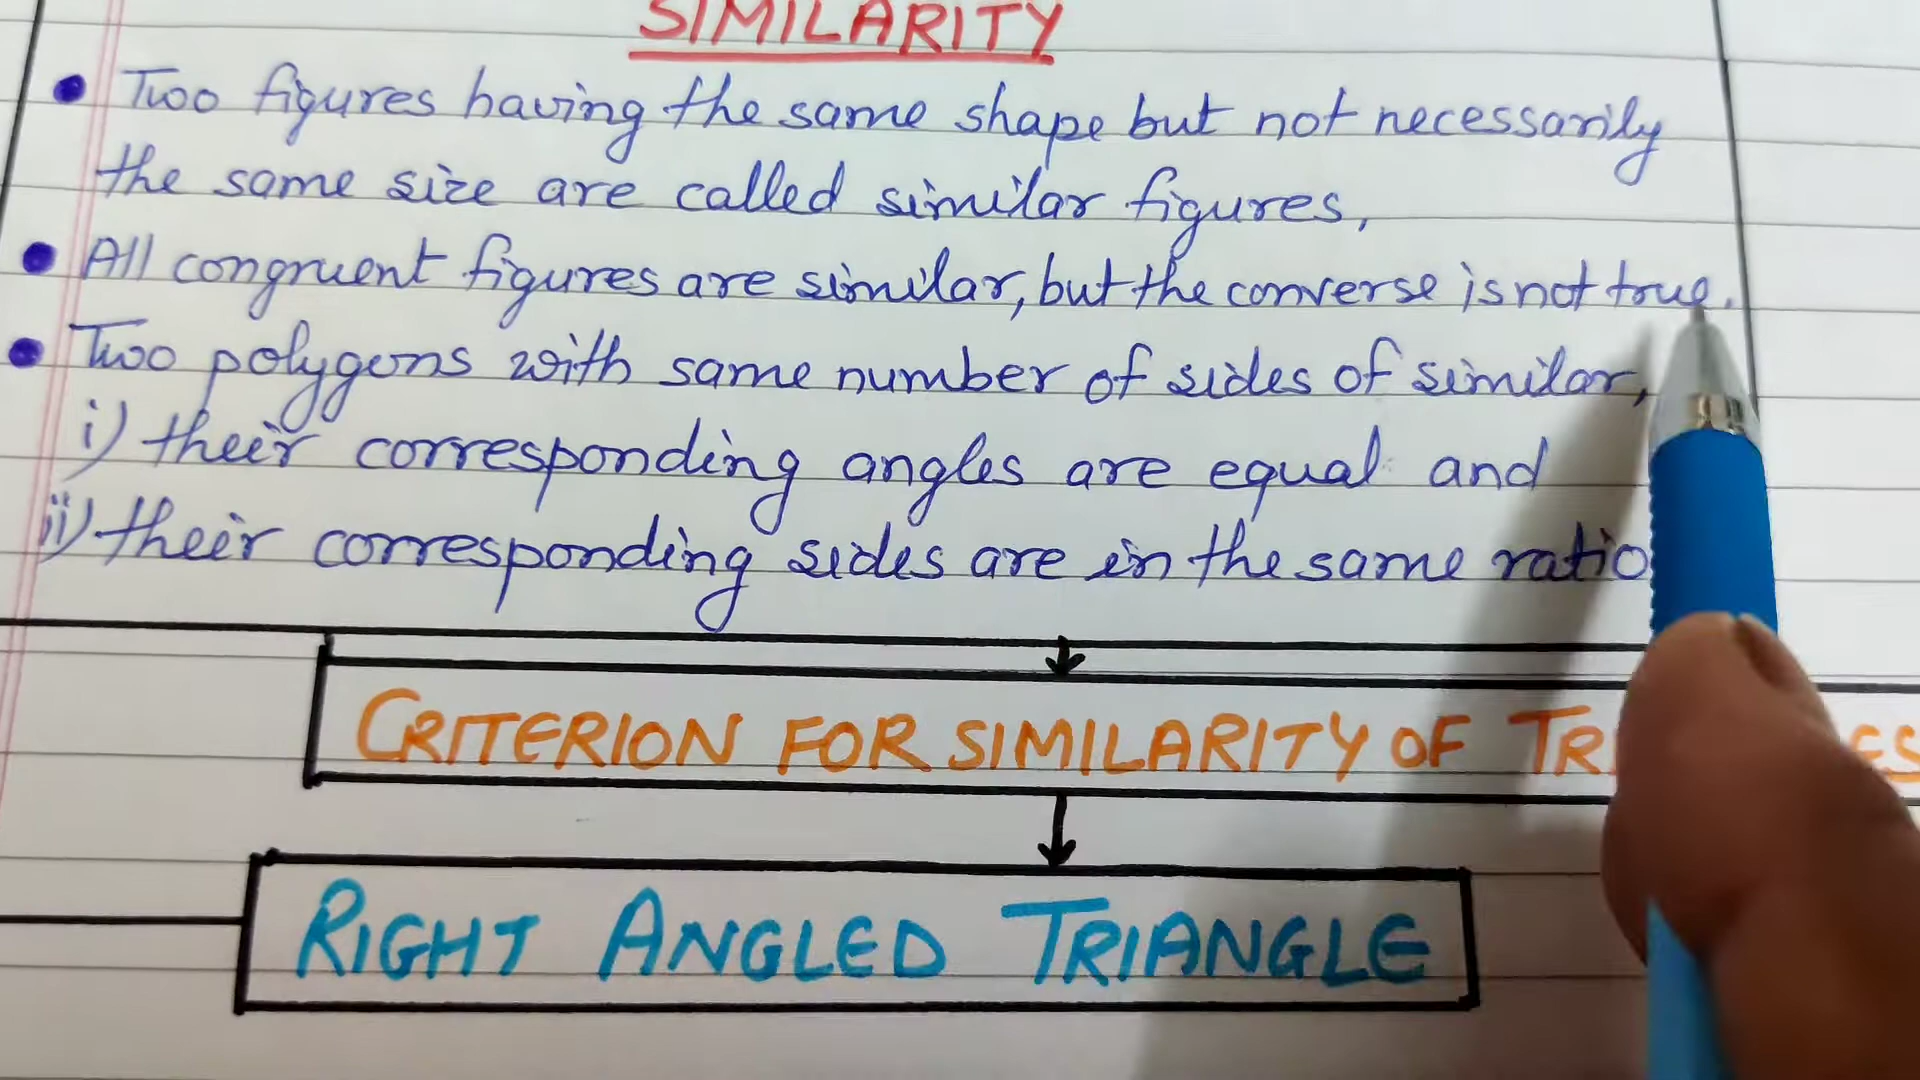 SIMILARITY
• Two figures having the same shape but not necessarily
the same size are called similar figures,
• All congruent figures are similar, but the converse is not true.
• Two polygons with same number of sides of similar,
i) their corresponding angles are equal and
ii) their corresponding sides are in the same ratio
CRITERION FOR SIMILARITY OF
RIGHT ANGLED TRIANGLE